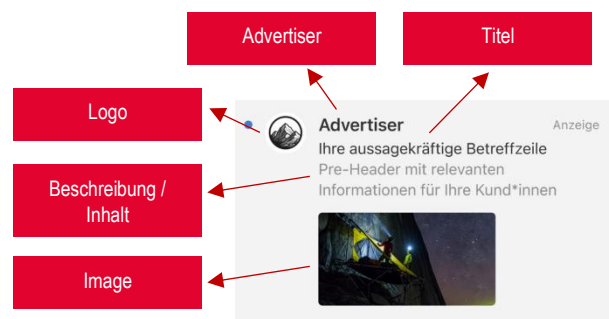 Advertiser
Titel
Logo
Beschreibung /
Inhalt
Image
Advertiser
Anzeige
Ihre aussagekräftige Betreffzeile
Pre-Header mit relevanten
Informationen für Ihre Kund*innen